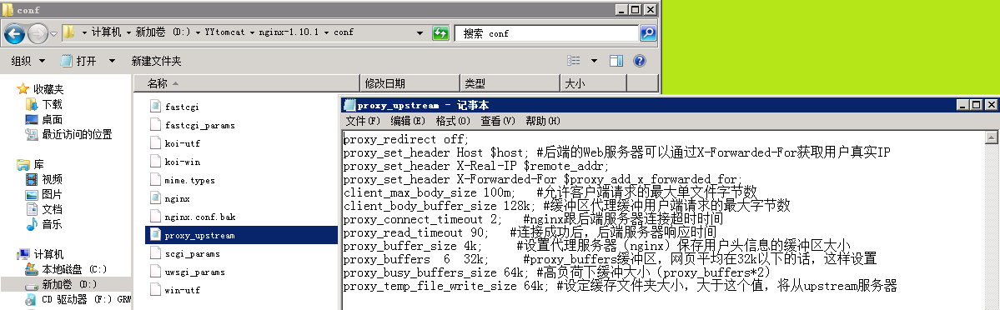 conf
计算机 新加卷 (D:) YYtomcat nginx-1.10.1 conf
搜索 conf
组织 打开 新建文件夹
名称 修改日期 类型 大小
收藏夹
下载
桌面
最近访问的位置
库
视频
图片
文档
音乐
计算机
本地磁盘 (C:)
新加卷 (D:)
CD 驱动器 (F:) GRM
fastcgi
fastcgi_params
koi-utf
koi-win
mime.types
nginx
nginx.conf.bak
proxy_upstream
scgi_params
uwsgi_params
win-utf
proxy_upstream - 记事本
文件(F) 编辑(E) 格式(O) 查看(V) 帮助(H)
proxy_redirect off;
proxy_set_header Host $host; #后端的Web服务器可以通过X-Forwarded-For获取用户真实IP
proxy_set_header X-Real-IP $remote_addr;
proxy_set_header X-Forwarded-For $proxy_add_x_forwarded_for;
client_max_body_size 100m; #允许客户端请求的最大单文件字节数
client_body_buffer_size 128k; #缓冲区代理缓冲用户端请求的最大字节数
proxy_connect_timeout 2; #nginx跟后端服务器连接超时时间
proxy_read_timeout 90; #连接成功后，后端服务器响应时间
proxy_buffer_size 4k; #设置代理服务器（nginx）保存用户头信息的缓冲区大小
proxy_buffers 6 32k; #proxy_buffers缓冲区，网页平均在32k以下的话，这样设置
proxy_busy_buffers_size 64k; #高负荷下缓冲大小（proxy_buffers*2）
proxy_temp_file_write_size 64k; #设定缓存文件夹大小，大于这个值，将从upstream服务器